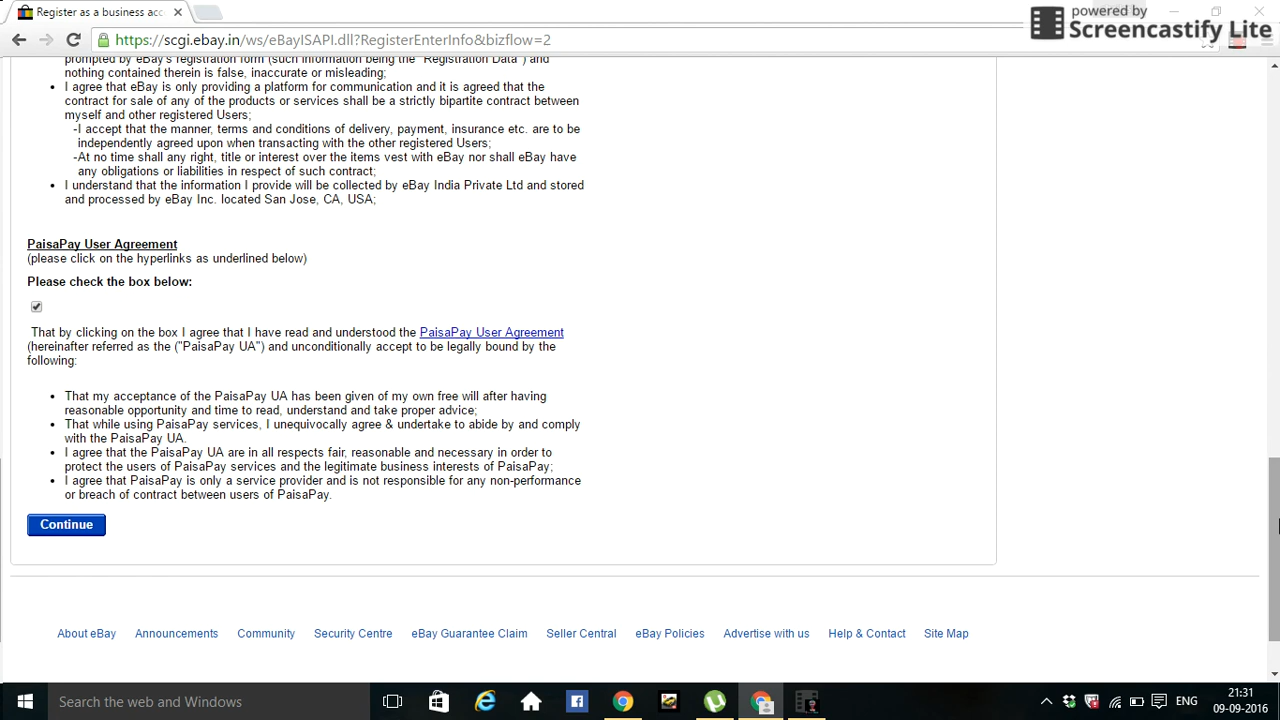 Register as a business acc
powered by
Screencastify Lite
https://scgi.ebay.in/ws/eBayISAPI.dll?RegisterEnterInfo&bizflow=2
prompted by eBay's registration form (such information being the "Registration Data") and
nothing contained therein is false, inaccurate or misleading;
• I agree that eBay is only providing a platform for communication and it is agreed that the
contract for sale of any of the products or services shall be a strictly bipartite contract between
myself and other registered Users;
-I accept that the manner, terms and conditions of delivery, payment, insurance etc. are to be
independently agreed upon when transacting with the other registered Users;
-At no time shall any right, title or interest over the items vest with eBay nor shall eBay have
any obligations or liabilities in respect of such contract;
• I understand that the information I provide will be collected by eBay India Private Ltd and stored
and processed by eBay Inc. located San Jose, CA, USA;
PaisaPay User Agreement
(please click on the hyperlinks as underlined below)
Please check the box below:
That by clicking on the box I agree that I have read and understood the PaisaPay User Agreement
(hereinafter referred as the ("PaisaPay UA") and unconditionally accept to be legally bound by the
following:
• That my acceptance of the PaisaPay UA has been given of my own free will after having
reasonable opportunity and time to read, understand and take proper advice;
• That while using PaisaPay services, I unequivocally agree & undertake to abide by and comply
with the PaisaPay UA.
• I agree that the PaisaPay UA are in all respects fair, reasonable and necessary in order to
protect the users of PaisaPay services and the legitimate business interests of PaisaPay;
• I agree that PaisaPay is only a service provider and is not responsible for any non-performance
or breach of contract between users of PaisaPay.
Continue
About eBay Announcements Community Security Centre eBay Guarantee Claim Seller Central eBay Policies Advertise with us Help & Contact Site Map
Search the web and Windows
ENG
21:31
09-09-2016